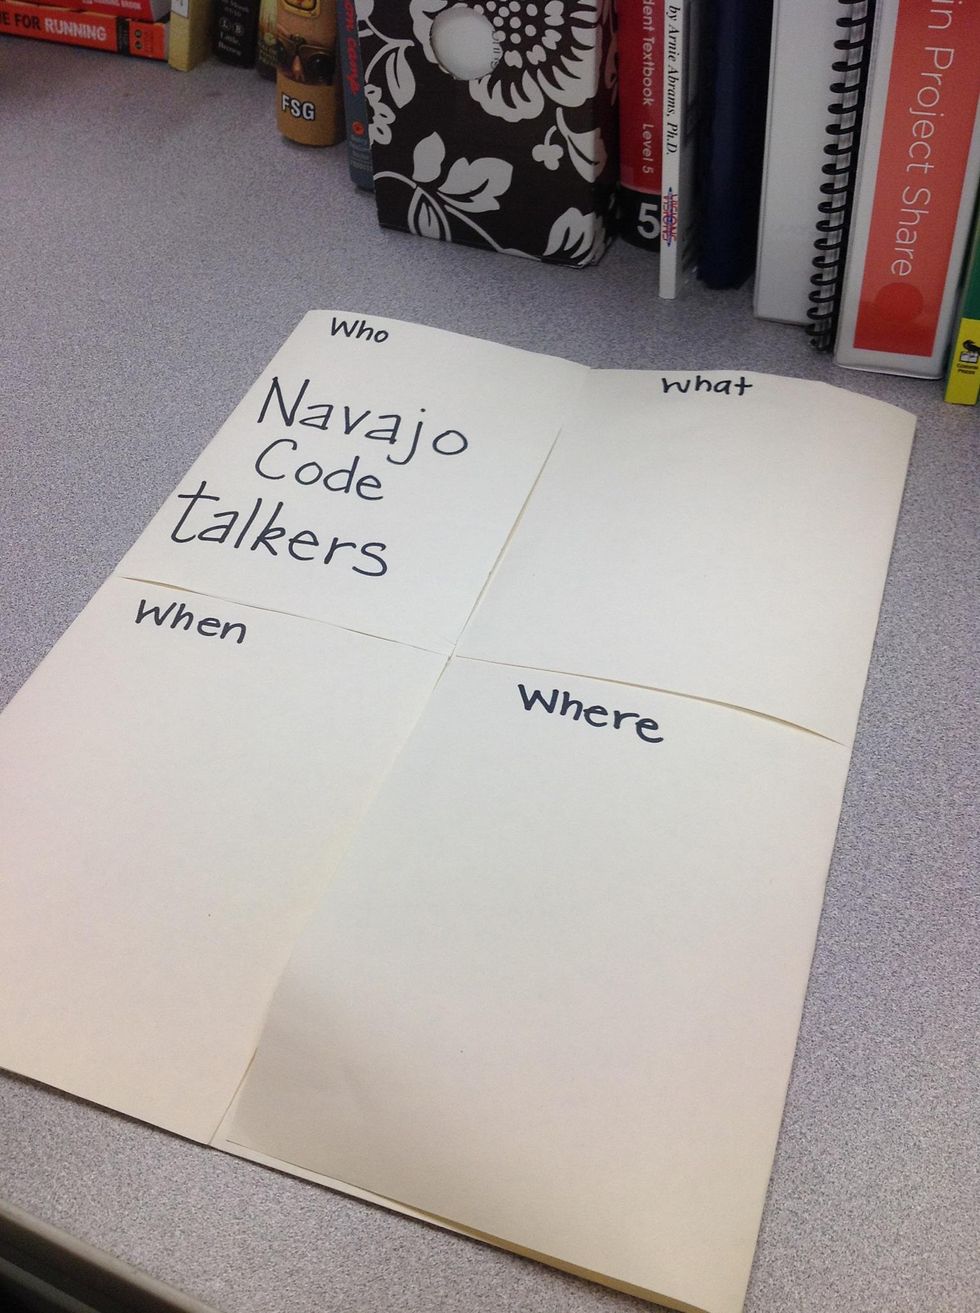 E FOR RUNNING
FSG
dent Textbook Level 5
5
by Arnie Abrams, Ph.D.
in Project Share
Who
Navajo
Code
talkers
What
When
Where